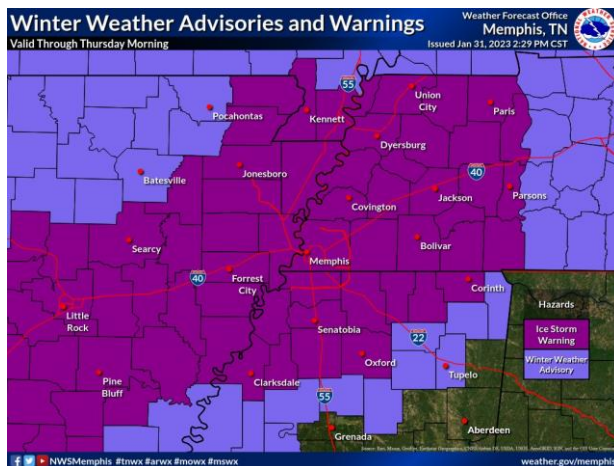 Winter Weather Advisories and Warnings
Valid Through Thursday Morning
Weather Forecast Office
Memphis, TN
Issued Jan 31, 2023 2:29 PM CST
55
Union
City
Paris
Pocahontas
Kennett
Dyersburg
Jonesboro
40
Batesville
Covington
Jackson
Parsons
Searcy
Memphis
Bolivar
40
Forrest
City
Corinth
Hazards
Little
Rock
Senatobia
22
Ice Storm
Warning
Oxford
Winter Weather
Advisory
Pine
Bluff
Clarksdale
Tupelo
55
Grenada
Aberdeen
NWSMemphis #tnwx #arwx #mowx #mswx
weather.gov/memphis